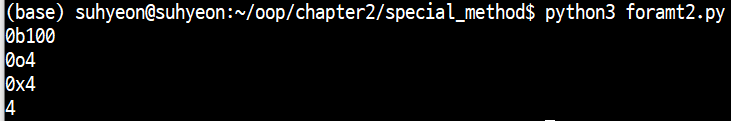 (base) suhyeon@suhyeon:~/oop/chapter2/special_method$ python3 foramt2.py
0b100
0o4
0x4
4